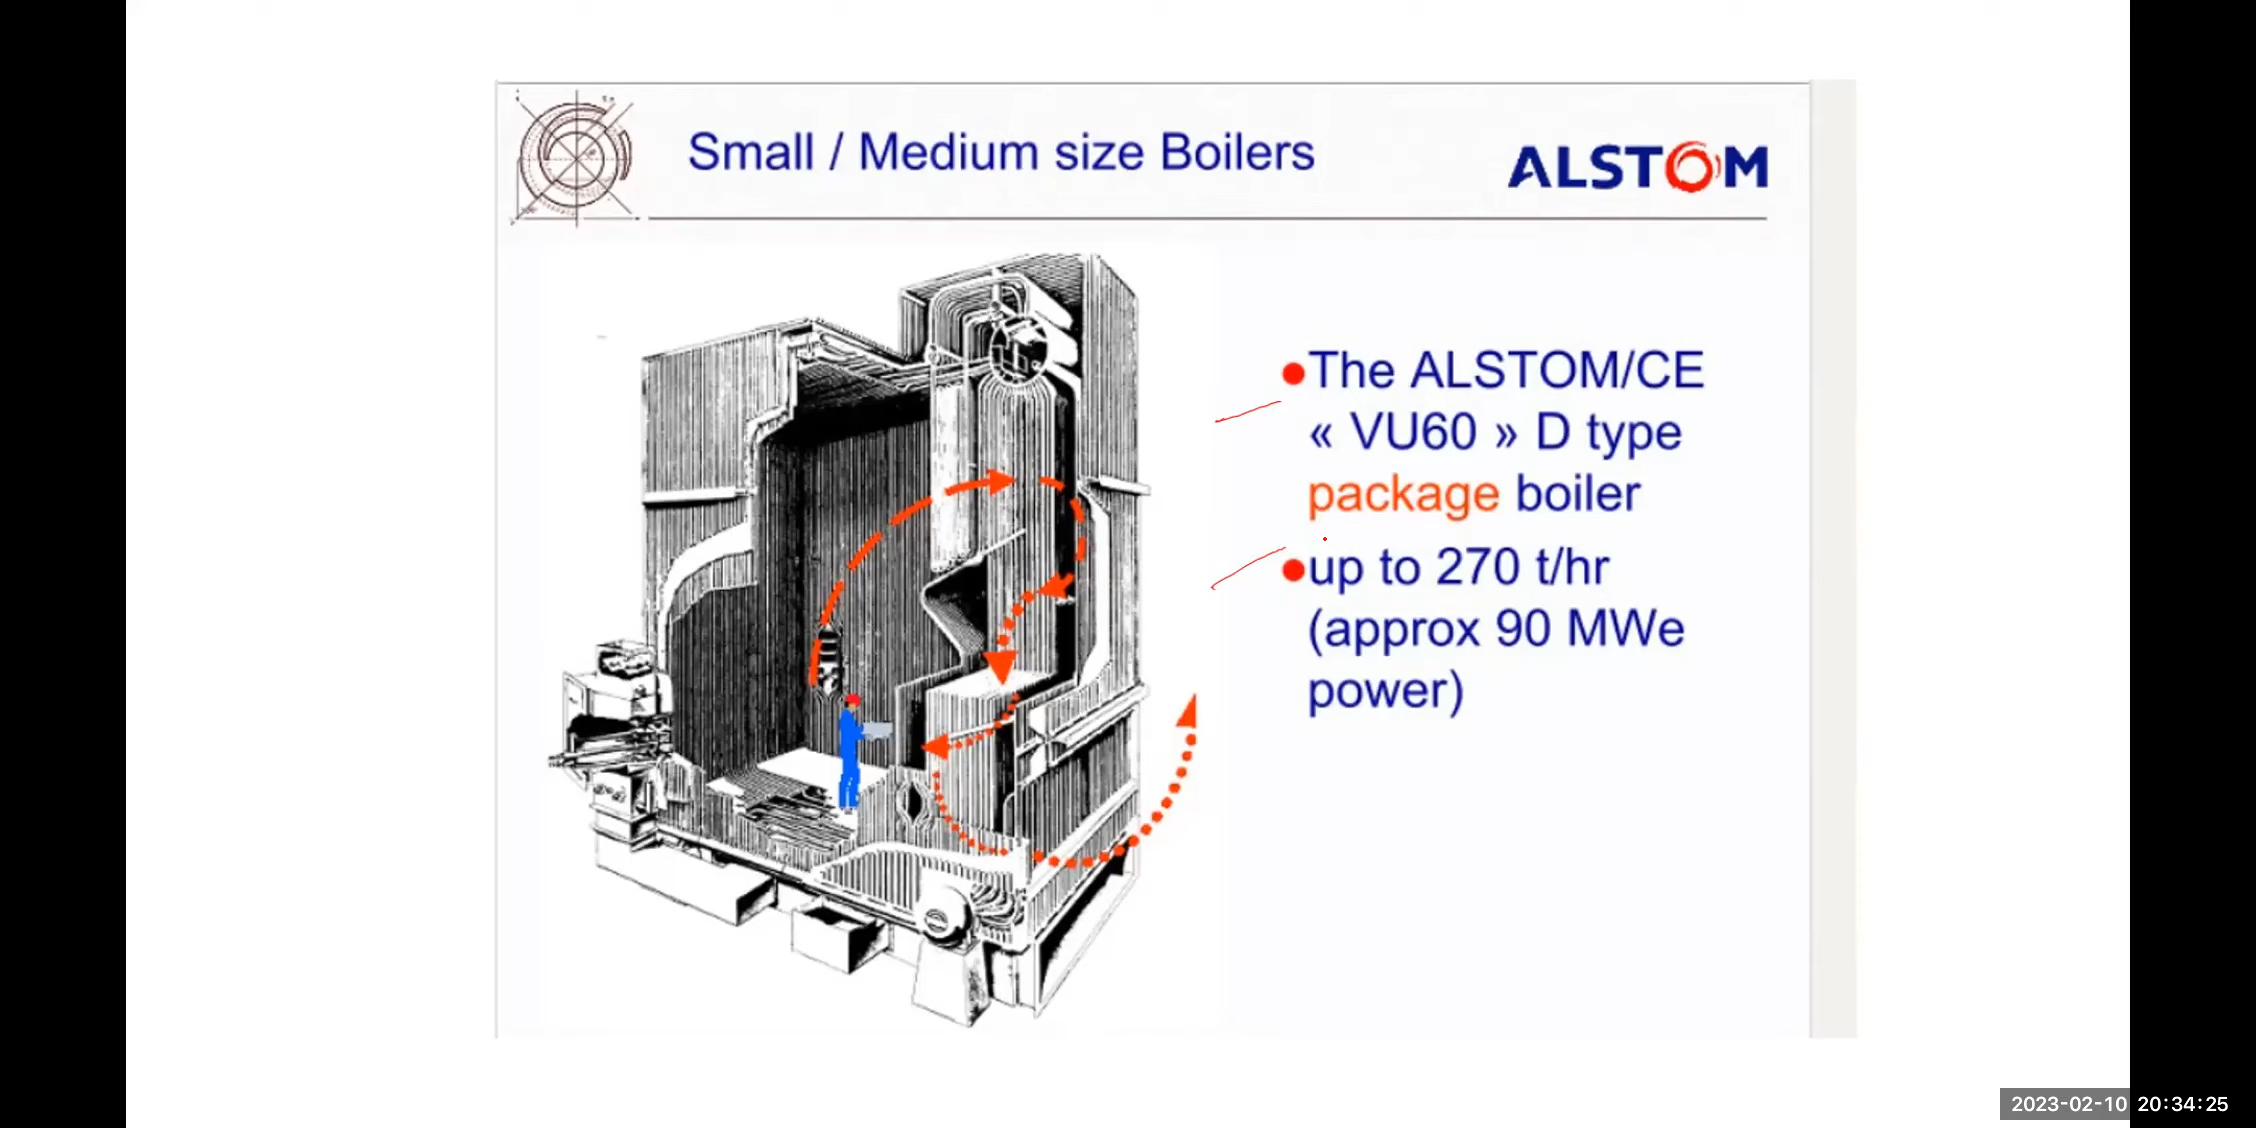 Small / Medium size Boilers
ALSTOM
●The ALSTOM/CE
« VU60 » D type
package boiler
●up to 270 t/hr
(approx 90 MWe
power)
2023-02-10 20:34:25